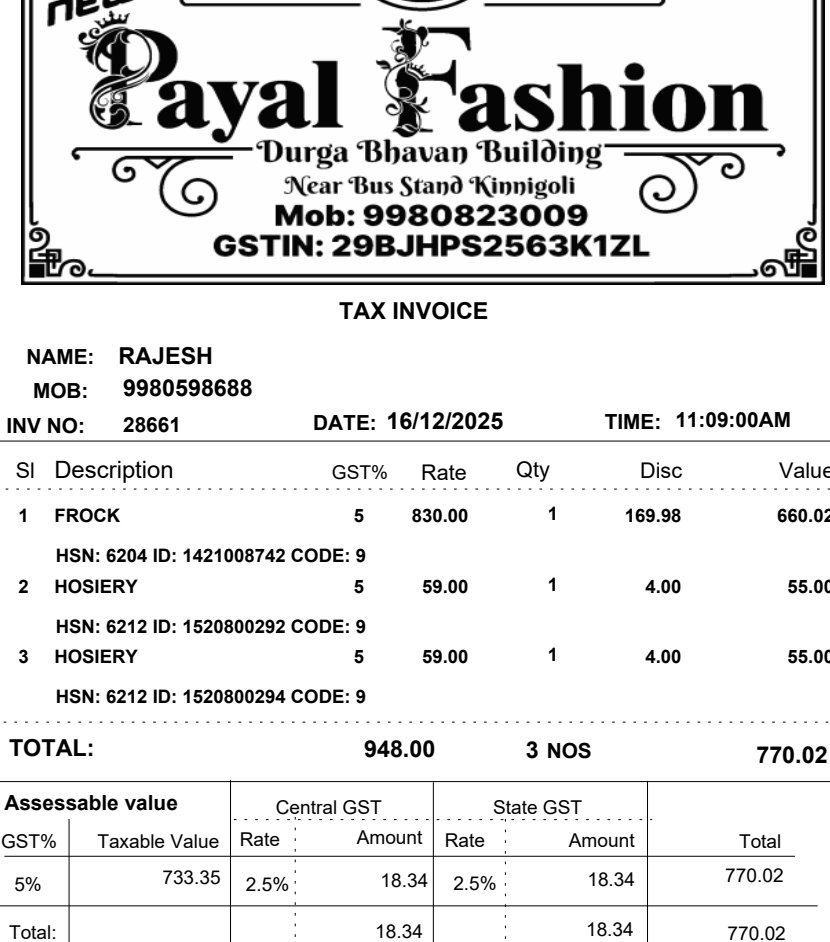 new
Payal Fashion
Durga Bhavan Building
Near Bus Stand Kinnigoli
Mob: 9980823009
GSTIN: 29BJHPS2563K1ZL
TAX INVOICE
NAME: RAJESH
MOB: 9980598688
INV NO: 28661 DATE: 16/12/2025 TIME: 11:09:00AM
Sl Description GST% Rate Qty Disc Value
1 FROCK 5 830.00 1 169.98 660.02
HSN: 6204 ID: 1421008742 CODE: 9
2 HOSIERY 5 59.00 1 4.00 55.00
HSN: 6212 ID: 1520800292 CODE: 9
3 HOSIERY 5 59.00 1 4.00 55.00
HSN: 6212 ID: 1520800294 CODE: 9
TOTAL: 948.00 3 NOS 770.02
Assessable value Central GST State GST
GST% Taxable Value Rate Amount Rate Amount Total
5% 733.35 2.5% 18.34 2.5% 18.34 770.02
Total: 18.34 18.34 770.02